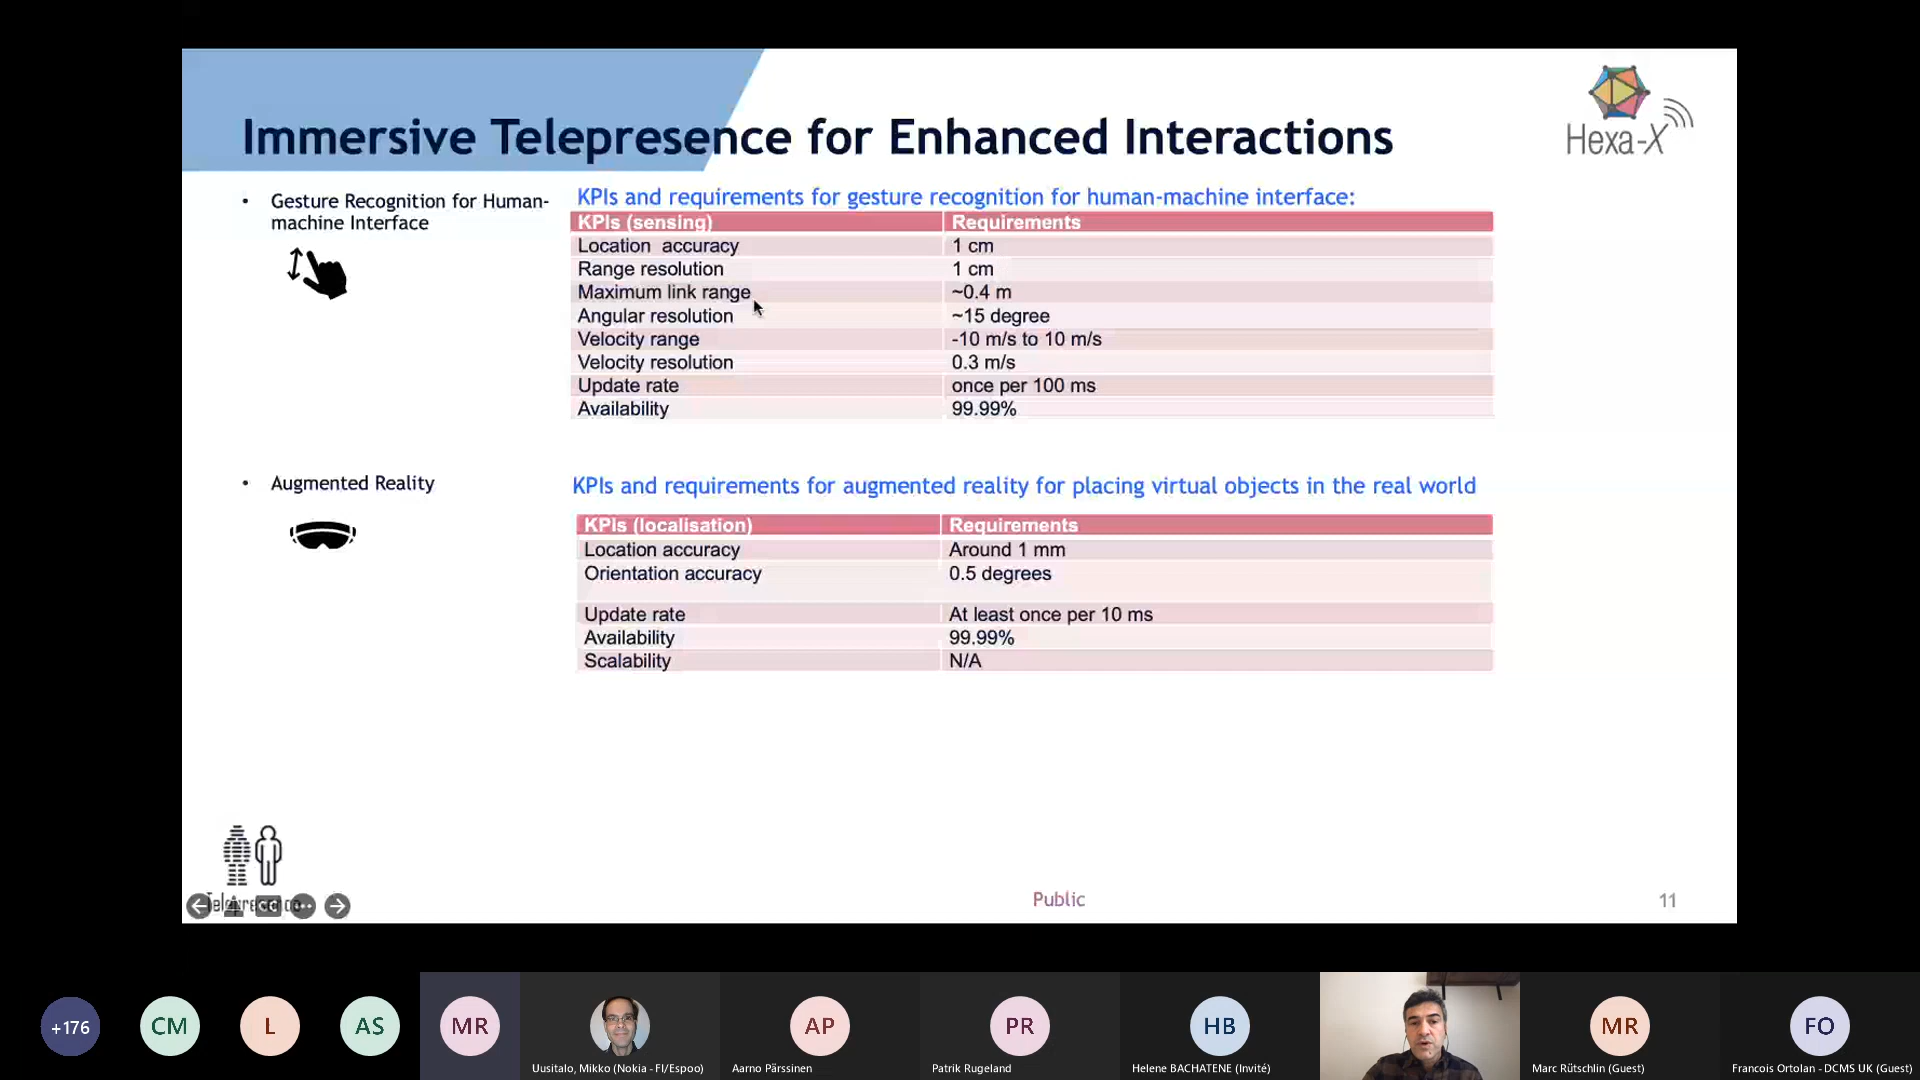 Immersive Telepresence for Enhanced Interactions
Hexa-X
• Gesture Recognition for Human-
machine Interface
KPIs and requirements for gesture recognition for human-machine interface:
KPIs (sensing) Requirements
Location accuracy 1 cm
Range resolution 1 cm
Maximum link range ~0.4 m
Angular resolution ~15 degree
Velocity range -10 m/s to 10 m/s
Velocity resolution 0.3 m/s
Update rate once per 100 ms
Availability 99.99%
• Augmented Reality
KPIs and requirements for augmented reality for placing virtual objects in the real world
KPIs (localisation) Requirements
Location accuracy Around 1 mm
Orientation accuracy 0.5 degrees
Update rate At least once per 10 ms
Availability 99.99%
Scalability N/A
Telepresence
Public
11
+176
CM
L
AS
MR
AP
PR
HB
MR
FO
Uusitalo, Mikko (Nokia - FI/Espoo)
Aarno Pärssinen
Patrik Rugeland
Helene BACHATENE (Invité)
Marc Rütschlin (Guest)
Francois Ortolan - DCMS UK (Guest)